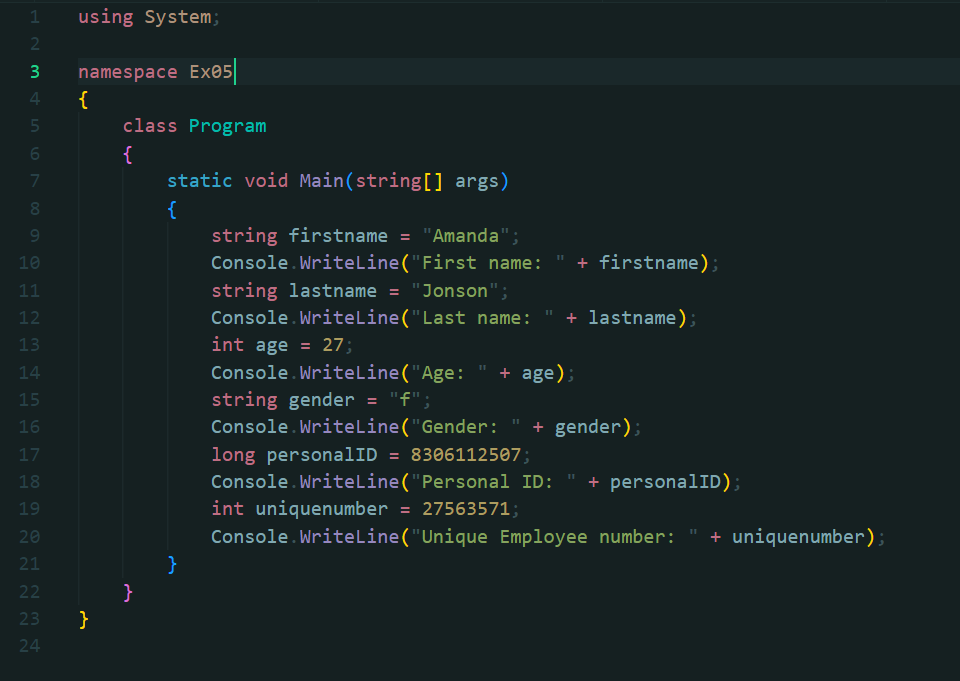 1 using System;
2
3 namespace Ex05
4 {
5     class Program
6     {
7         static void Main(string[] args)
8         {
9             string firstname = "Amanda";
10             Console.WriteLine("First name: " + firstname);
11             string lastname = "Jonson";
12             Console.WriteLine("Last name: " + lastname);
13             int age = 27;
14             Console.WriteLine("Age: " + age);
15             string gender = "f";
16             Console.WriteLine("Gender: " + gender);
17             long personalID = 8306112507;
18             Console.WriteLine("Personal ID: " + personalID);
19             int uniquenumber = 27563571;
20             Console.WriteLine("Unique Employee number: " + uniquenumber);
21         }
22     }
23 }
24